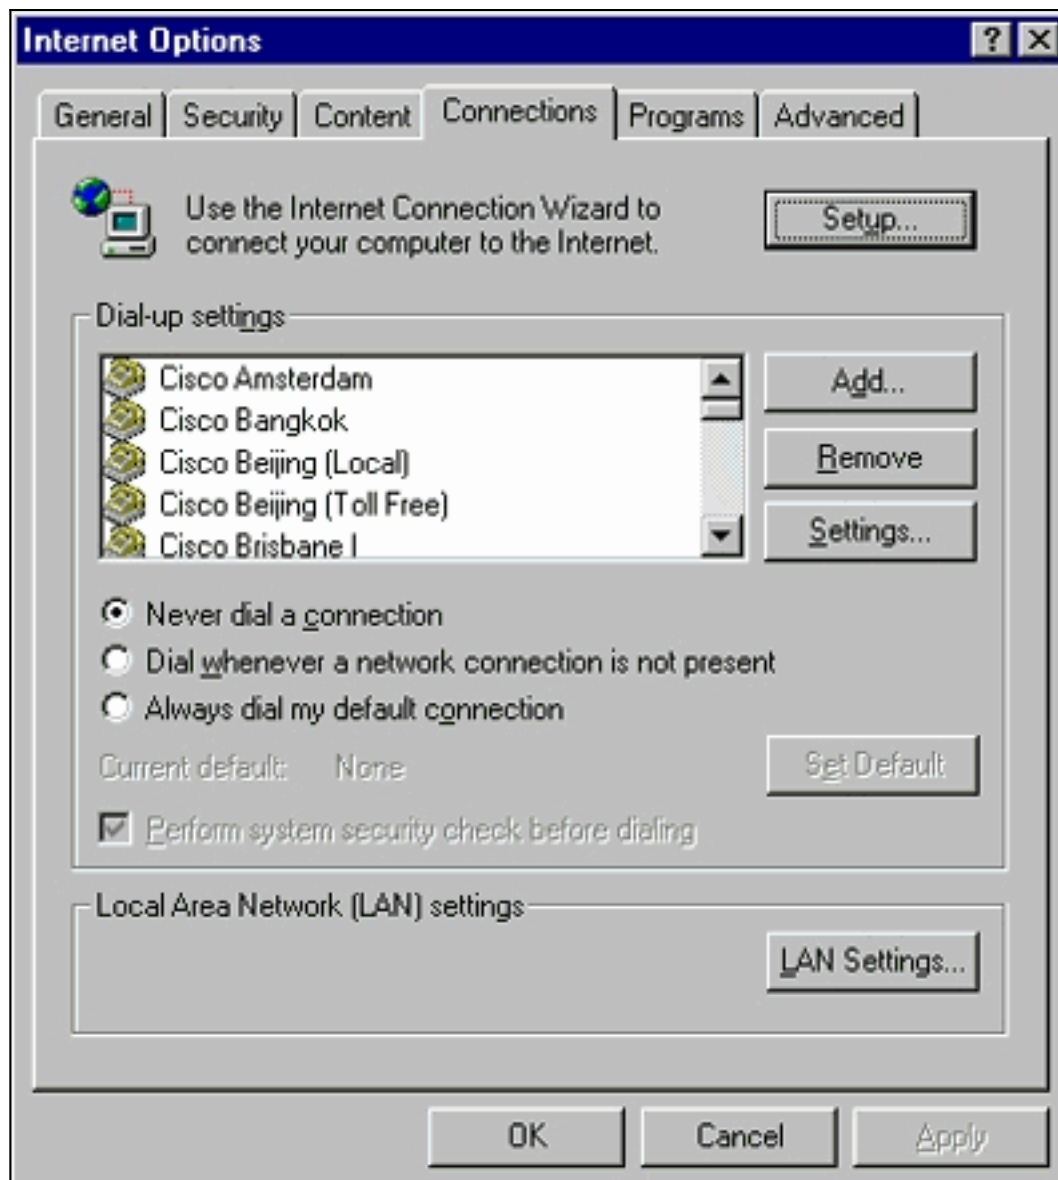 Internet Options
General Security Content Connections Programs Advanced
Use the Internet Connection Wizard to
connect your computer to the Internet.
Setup...
Dial-up settings
Cisco Amsterdam
Cisco Bangkok
Cisco Beijing (Local)
Cisco Beijing (Toll Free)
Cisco Brisbane I
Add...
Remove
Settings...
Never dial a connection
Dial whenever a network connection is not present
Always dial my default connection
Current default: None
Set Default
Perform system security check before dialing
Local Area Network (LAN) settings
LAN Settings...
OK Cancel Apply